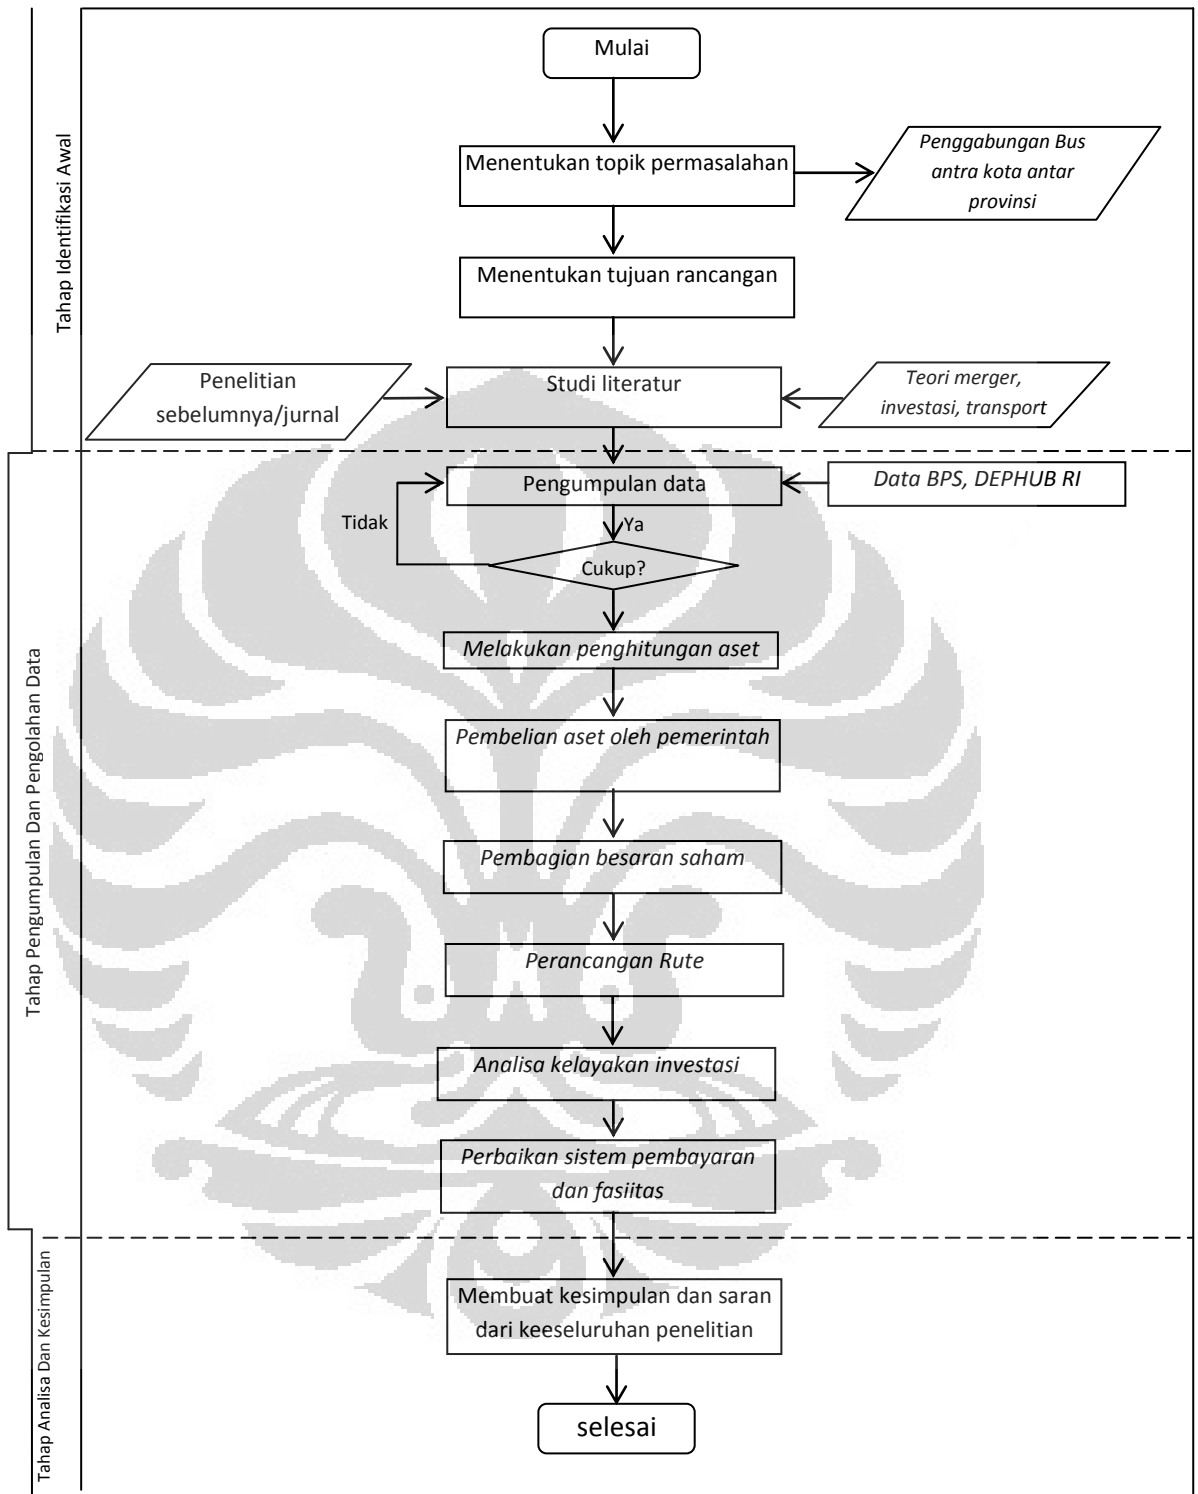 Tahap Identifikasi Awal
Mulai
Menentukan topik permasalahan
Penggabungan Bus
antra kota antar
provinsi
Menentukan tujuan rancangan
Penelitian
sebelumnya/jurnal
Studi literatur
Teori merger,
investasi, transport
Tahap Pengumpulan Dan Pengolahan Data
Pengumpulan data
Data BPS, DEPHUB RI
Tidak
Ya
Cukup?
Melakukan penghitungan aset
Pembelian aset oleh pemerintah
Pembagian besaran saham
Perancangan Rute
Analisa kelayakan investasi
Perbaikan sistem pembayaran
dan fasiitas
Tahap Analisa Dan Kesimpulan
Membuat kesimpulan dan saran
dari keeseluruhan penelitian
selesai